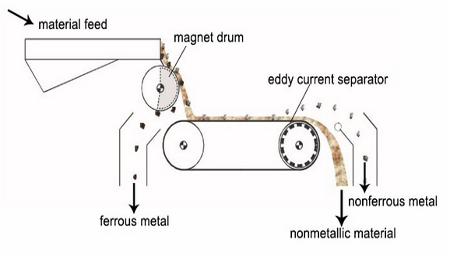 material feed
magnet drum
eddy current separator
nonferrous metal
ferrous metal
nonmetallic material